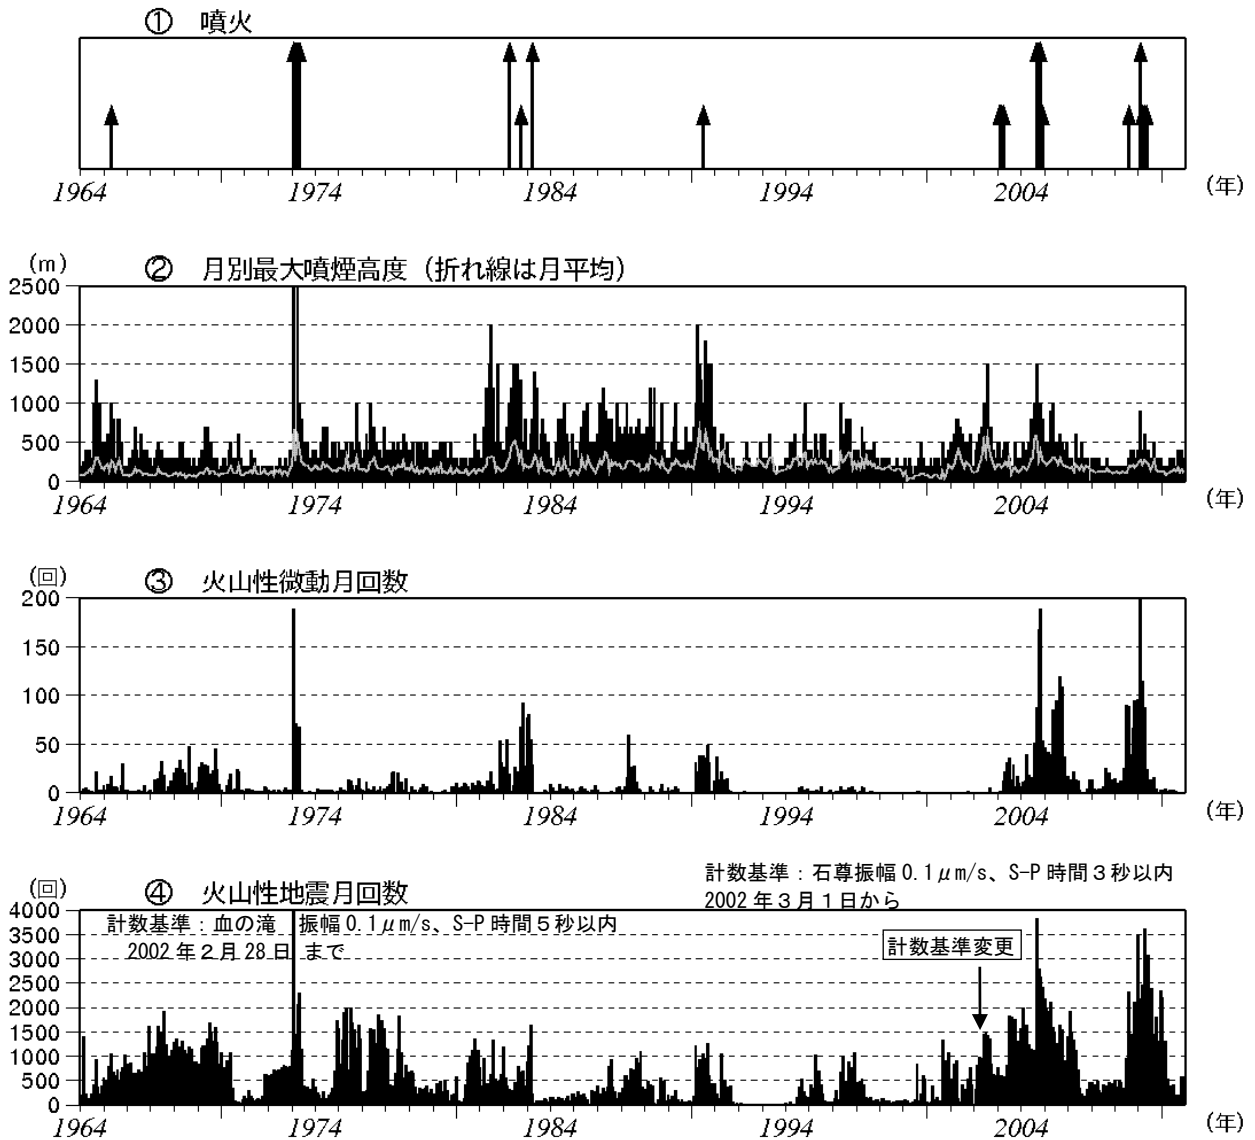 ① 噴火
1964 1974 1984 1994 2004 (年)
(m) ② 月別最大噴煙高度（折れ線は月平均）
2500
2000
1500
1000
500
0
1964 1974 1984 1994 2004 (年)
(回) ③ 火山性微動月回数
200
150
100
50
0
1964 1974 1984 1994 2004 (年)
計数基準：石尊振幅0.1μm/s、S-P時間３秒以内
2002年３月１日から
(回) ④ 火山性地震月回数
計数基準：血の滝 振幅0.1μm/s、S-P時間５秒以内
2002年２月28日 まで
計数基準変更
4000
3500
3000
2500
2000
1500
1000
500
0
1964 1974 1984 1994 2004 (年)